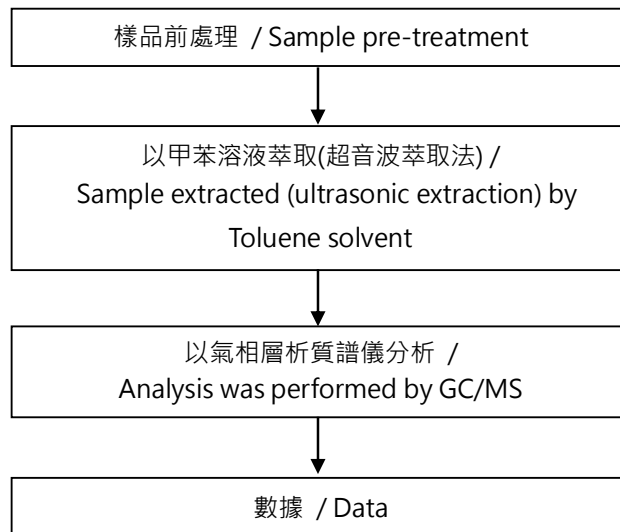 樣品前處理 / Sample pre-treatment
以甲苯溶液萃取(超音波萃取法) /
Sample extracted (ultrasonic extraction) by
Toluene solvent
以氣相層析質譜儀分析 /
Analysis was performed by GC/MS
數據 / Data